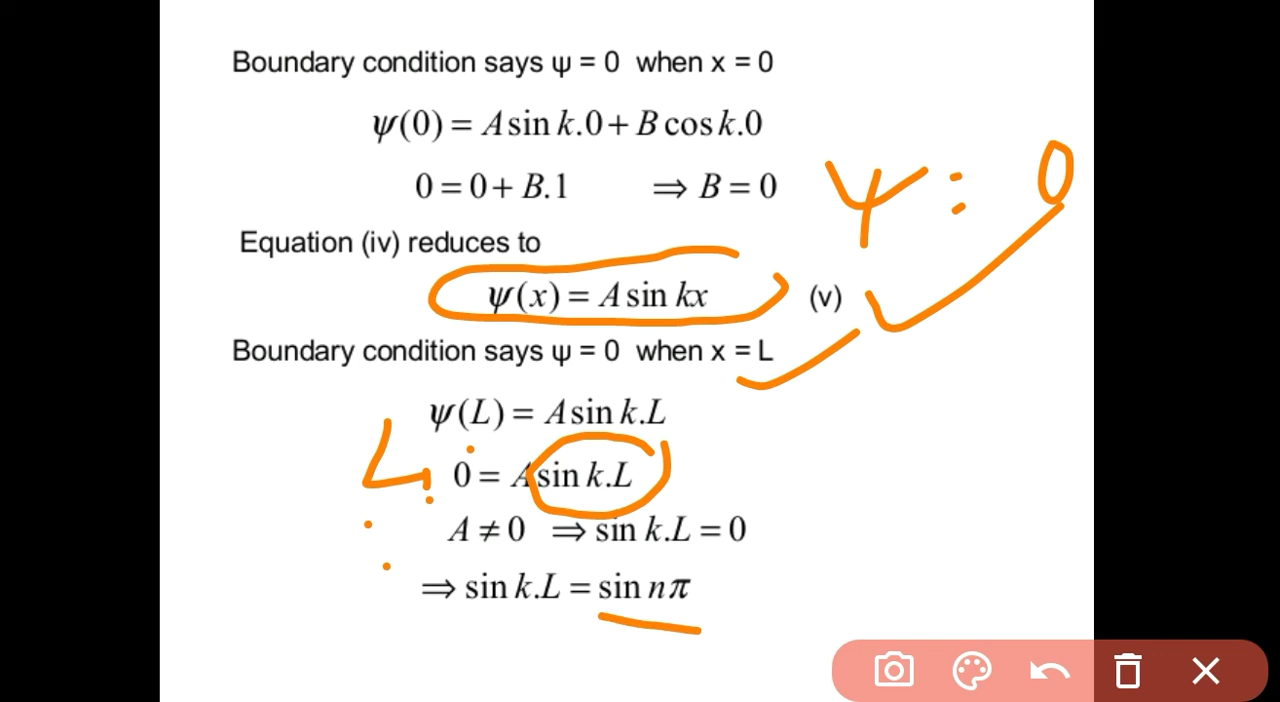 Boundary condition says ψ = 0 when x = 0
ψ(0) = A sin k.0 + B cos k.0
0 = 0 + B.1 ⇒ B = 0
ψ = 0
Equation (iv) reduces to
ψ(x) = A sin kx (v)
Boundary condition says ψ = 0 when x = L
ψ(L) = A sin k.L
0 = A sin k.L
A ≠ 0 ⇒ sin k.L = 0
⇒ sin k.L = sin nπ